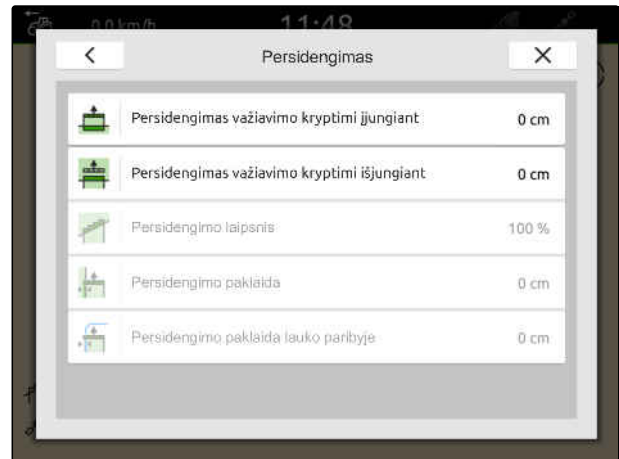 0.0 km/h
11:48
Persidengimas
Persidengimas važiavimo kryptimi įjungiant 0 cm
Persidengimas važiavimo kryptimi išjungiant 0 cm
Persidengimo laipsnis 100 %
Persidengimo paklaida 0 cm
Persidengimo paklaida lauko paribyje 0 cm